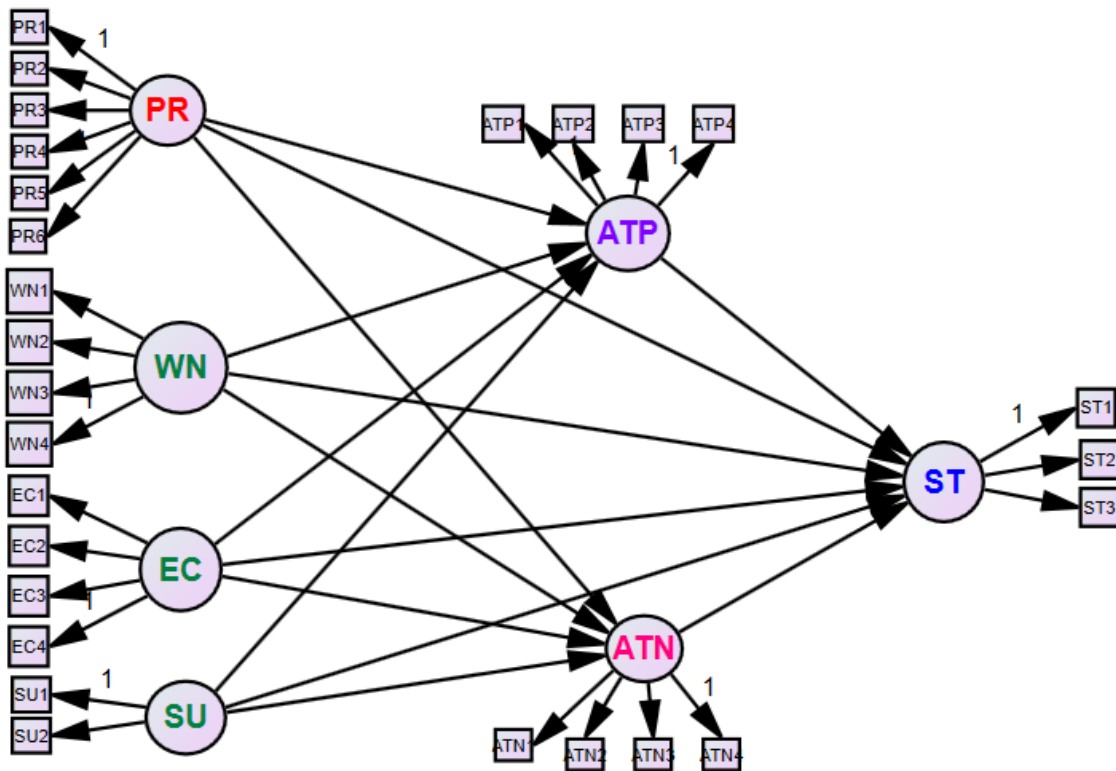 PR1
1
PR2
PR3
PR4
PR5
PR6
PR
WN1
WN2
WN3
1
WN4
WN
EC1
EC2
EC3
1
EC4
EC
SU1
1
SU2
SU
ATP1
ATP2
ATP3
ATP4
1
ATP
ATN
1
ATN1
ATN2
ATN3
ATN4
ST
1
ST1
ST2
ST3